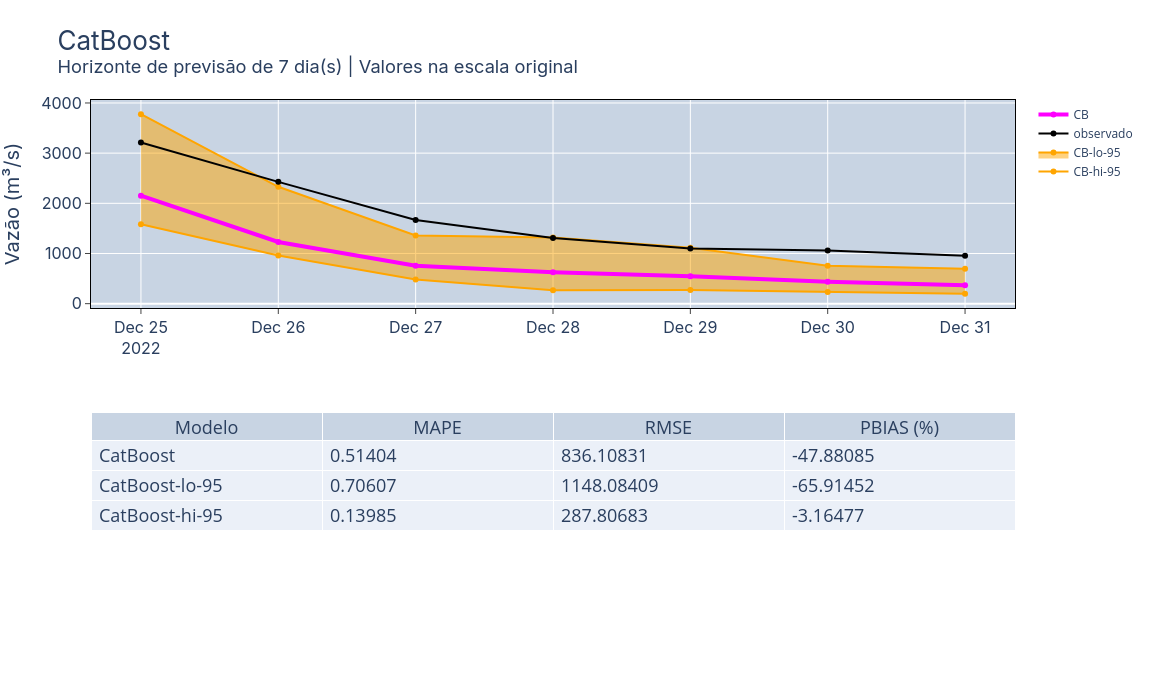 CatBoost
Horizonte de previsão de 7 dia(s) | Valores na escala original
Vazão (m³/s)
4000
3000
2000
1000
0
Dec 25
2022
Dec 26
Dec 27
Dec 28
Dec 29
Dec 30
Dec 31
CB
observado
CB-lo-95
CB-hi-95
Modelo MAPE RMSE PBIAS (%)
CatBoost 0.51404 836.10831 -47.88085
CatBoost-lo-95 0.70607 1148.08409 -65.91452
CatBoost-hi-95 0.13985 287.80683 -3.16477